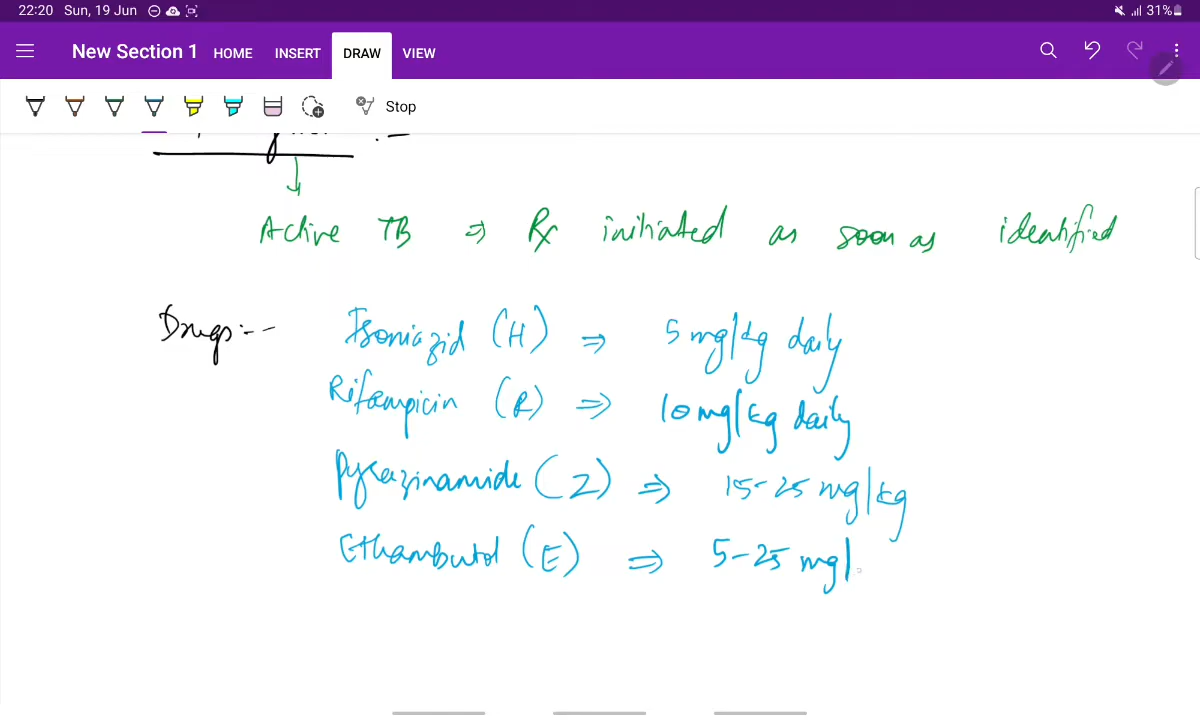 22:20 Sun, 19 Jun 31%
New Section 1 HOME INSERT DRAW VIEW
Stop
Active TB ⇒ Rx initiated as soon as identified
Drugs:-- Isoniazid (H) ⇒ 5 mg/kg daily
Rifampicin (R) ⇒ 10 mg/kg daily
Pyrazinamide (Z) ⇒ 15-25 mg/kg
Ethambutol (E) ⇒ 5-25 mg/